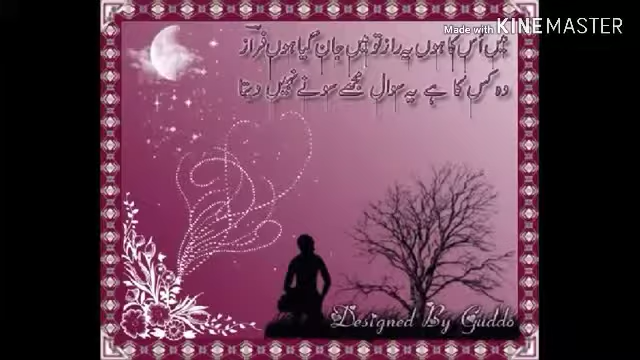 Made with KINEMASTER
میں اُس کا ہوں یہ راز تو میں جان گیا ہوں فرازؔ
وہ کس کا ہے یہ سوال مجھے سونے نہیں دیتا
Designed By Guddo